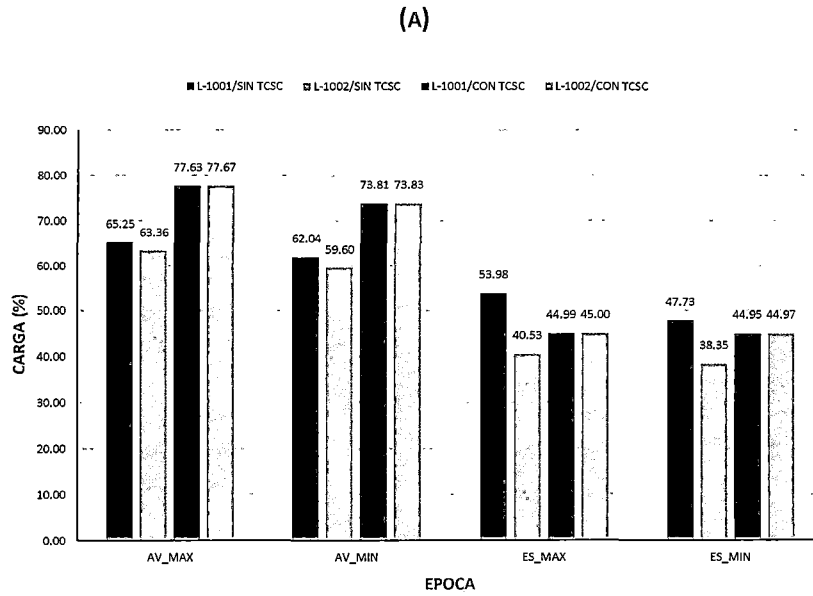 (A)
L-1001/SIN TCSC L-1002/SIN TCSC L-1001/CON TCSC L-1002/CON TCSC
90.00
80.00
70.00
60.00
50.00
40.00
30.00
20.00
10.00
0.00
CARGA (%)
65.25 63.36 77.63 77.67
62.04 59.60 73.81 73.83
53.98 40.53 44.99 45.00
47.73 38.35 44.95 44.97
AV_MAX AV_MIN ES_MAX ES_MIN
EPOCA